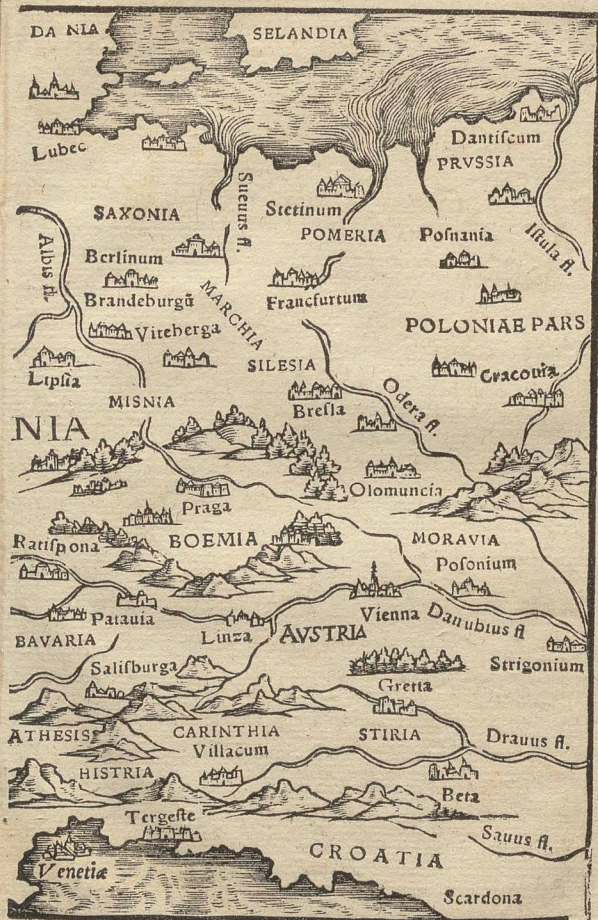 DANIA
SELANDIA
Lubec
Dantiscum
PRVSSIA
Sueuus fl.
SAXONIA
Stetinum
POMERIA
Posnania
Istula fl.
Albis fl.
Berlinum
Brandeburgū
Francfurtum
MARCHIA
Viteberga
POLONIAE PARS
Lipsia
SILESIA
Cracouia
MISNIA
Bresla
Odera fl.
NIA
Olomuncia
Praga
Ratispona
BOEMIA
MORAVIA
Posonium
Patauia
Vienna
Danubius fl
Linza
AVSTRIA
BAVARIA
Strigonium
Salisburga
Gretta
ATHESIS
CARINTHIA
STIRIA
Drauus fl.
Villacum
HISTRIA
Beta
Tergeste
Sauus fl.
Venetiæ
CROATIA
Scardona